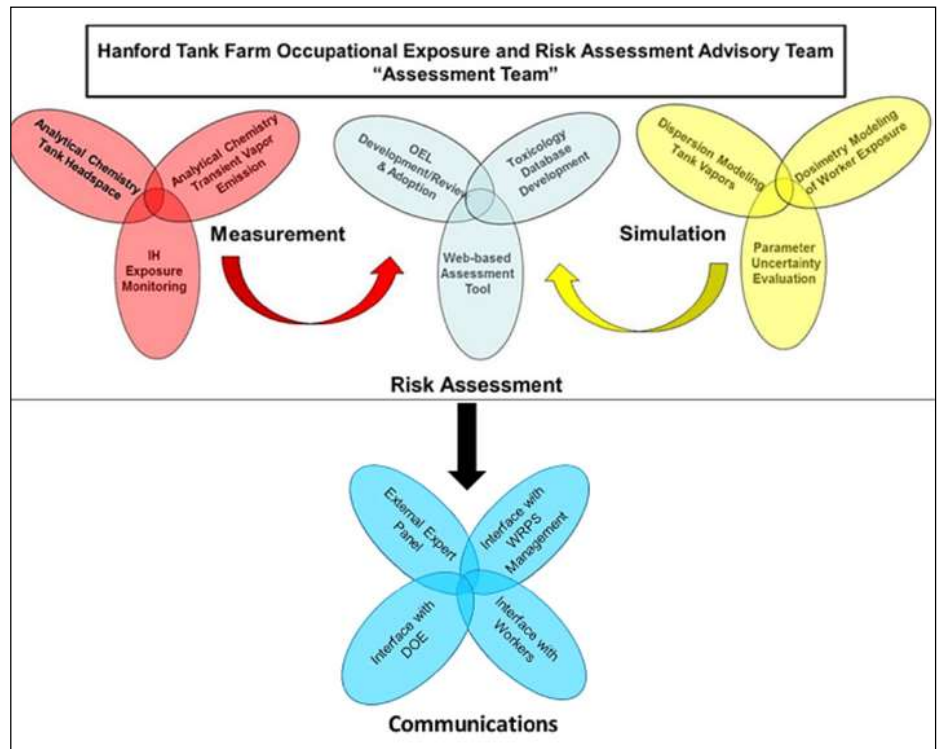 Hanford Tank Farm Occupational Exposure and Risk Assessment Advisory Team
“Assessment Team”
Analytical Chemistry
Tank Headspace
Analytical Chemistry
Transient Vapor
Emission
IH
Exposure
Monitoring
Measurement
OEL
Development/Review
& Adoption
Toxicology
Database
Development
Web-based
Assessment
Tool
Simulation
Dispersion Modeling
Tank Vapors
Dosimetry Modeling
of Worker Exposure
Parameter
Uncertainty
Evaluation
Risk Assessment
External Expert
Panel
Interface with
WRPS
Management
Interface with
DOE
Interface with
Workers
Communications